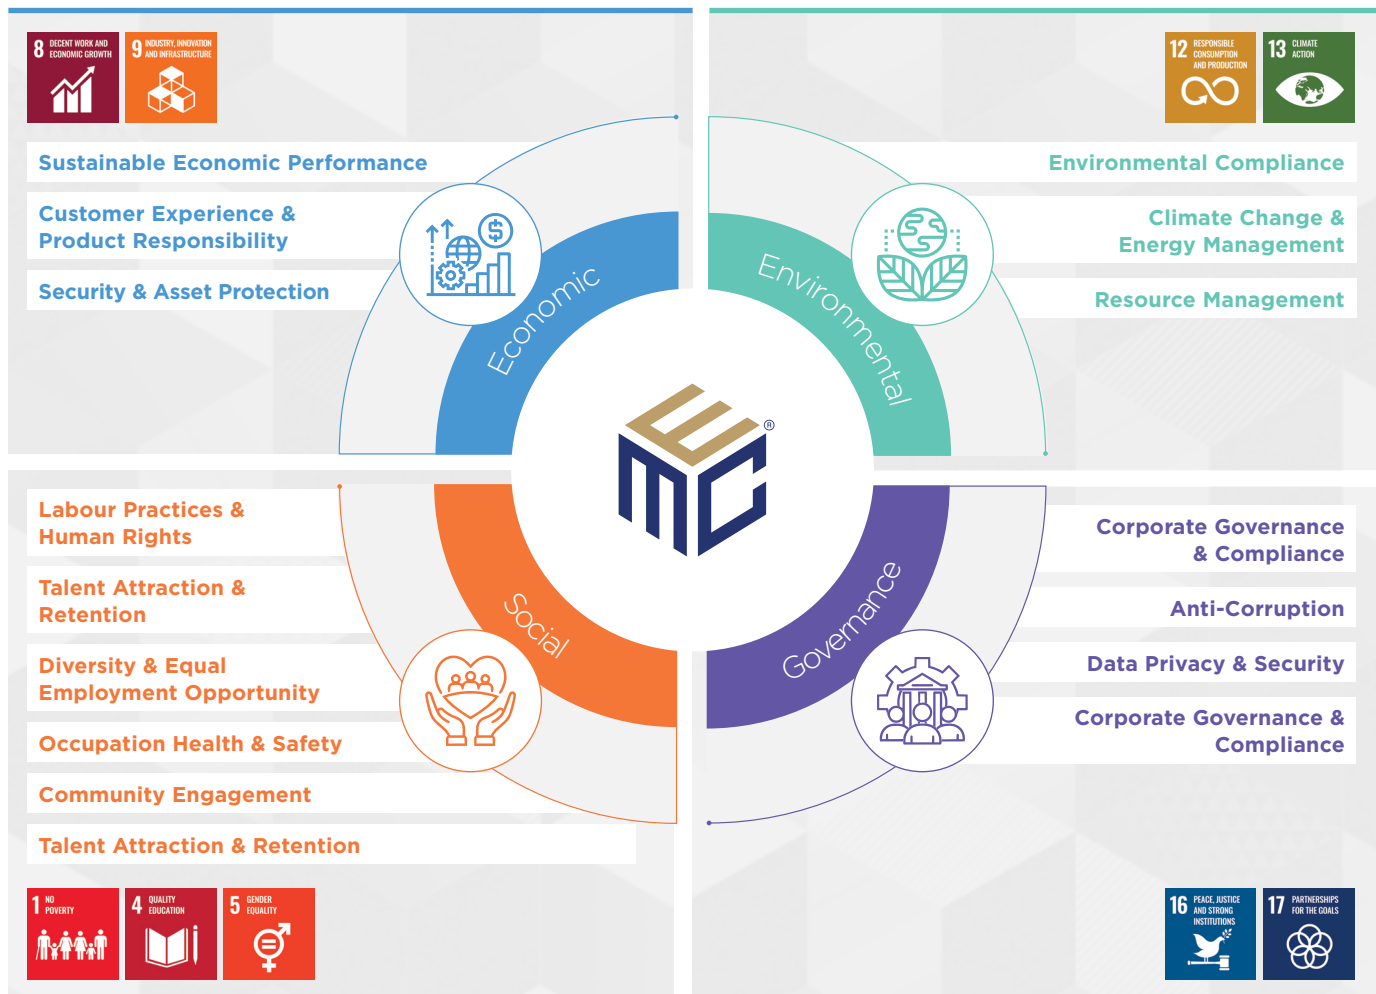 8 DECENT WORK AND
ECONOMIC GROWTH
9 INDUSTRY, INNOVATION
AND INFRASTRUCTURE
Sustainable Economic Performance
Customer Experience &
Product Responsibility
Security & Asset Protection
Economic
12 RESPONSIBLE
CONSUMPTION
AND PRODUCTION
13 CLIMATE
ACTION
Environmental Compliance
Climate Change &
Energy Management
Resource Management
Environmental
EMC®
Labour Practices &
Human Rights
Talent Attraction &
Retention
Diversity & Equal
Employment Opportunity
Occupation Health & Safety
Community Engagement
Talent Attraction & Retention
Social
1 NO
POVERTY
4 QUALITY
EDUCATION
5 GENDER
EQUALITY
Corporate Governance
& Compliance
Anti-Corruption
Data Privacy & Security
Corporate Governance &
Compliance
Governance
16 PEACE, JUSTICE
AND STRONG
INSTITUTIONS
17 PARTNERSHIPS
FOR THE GOALS